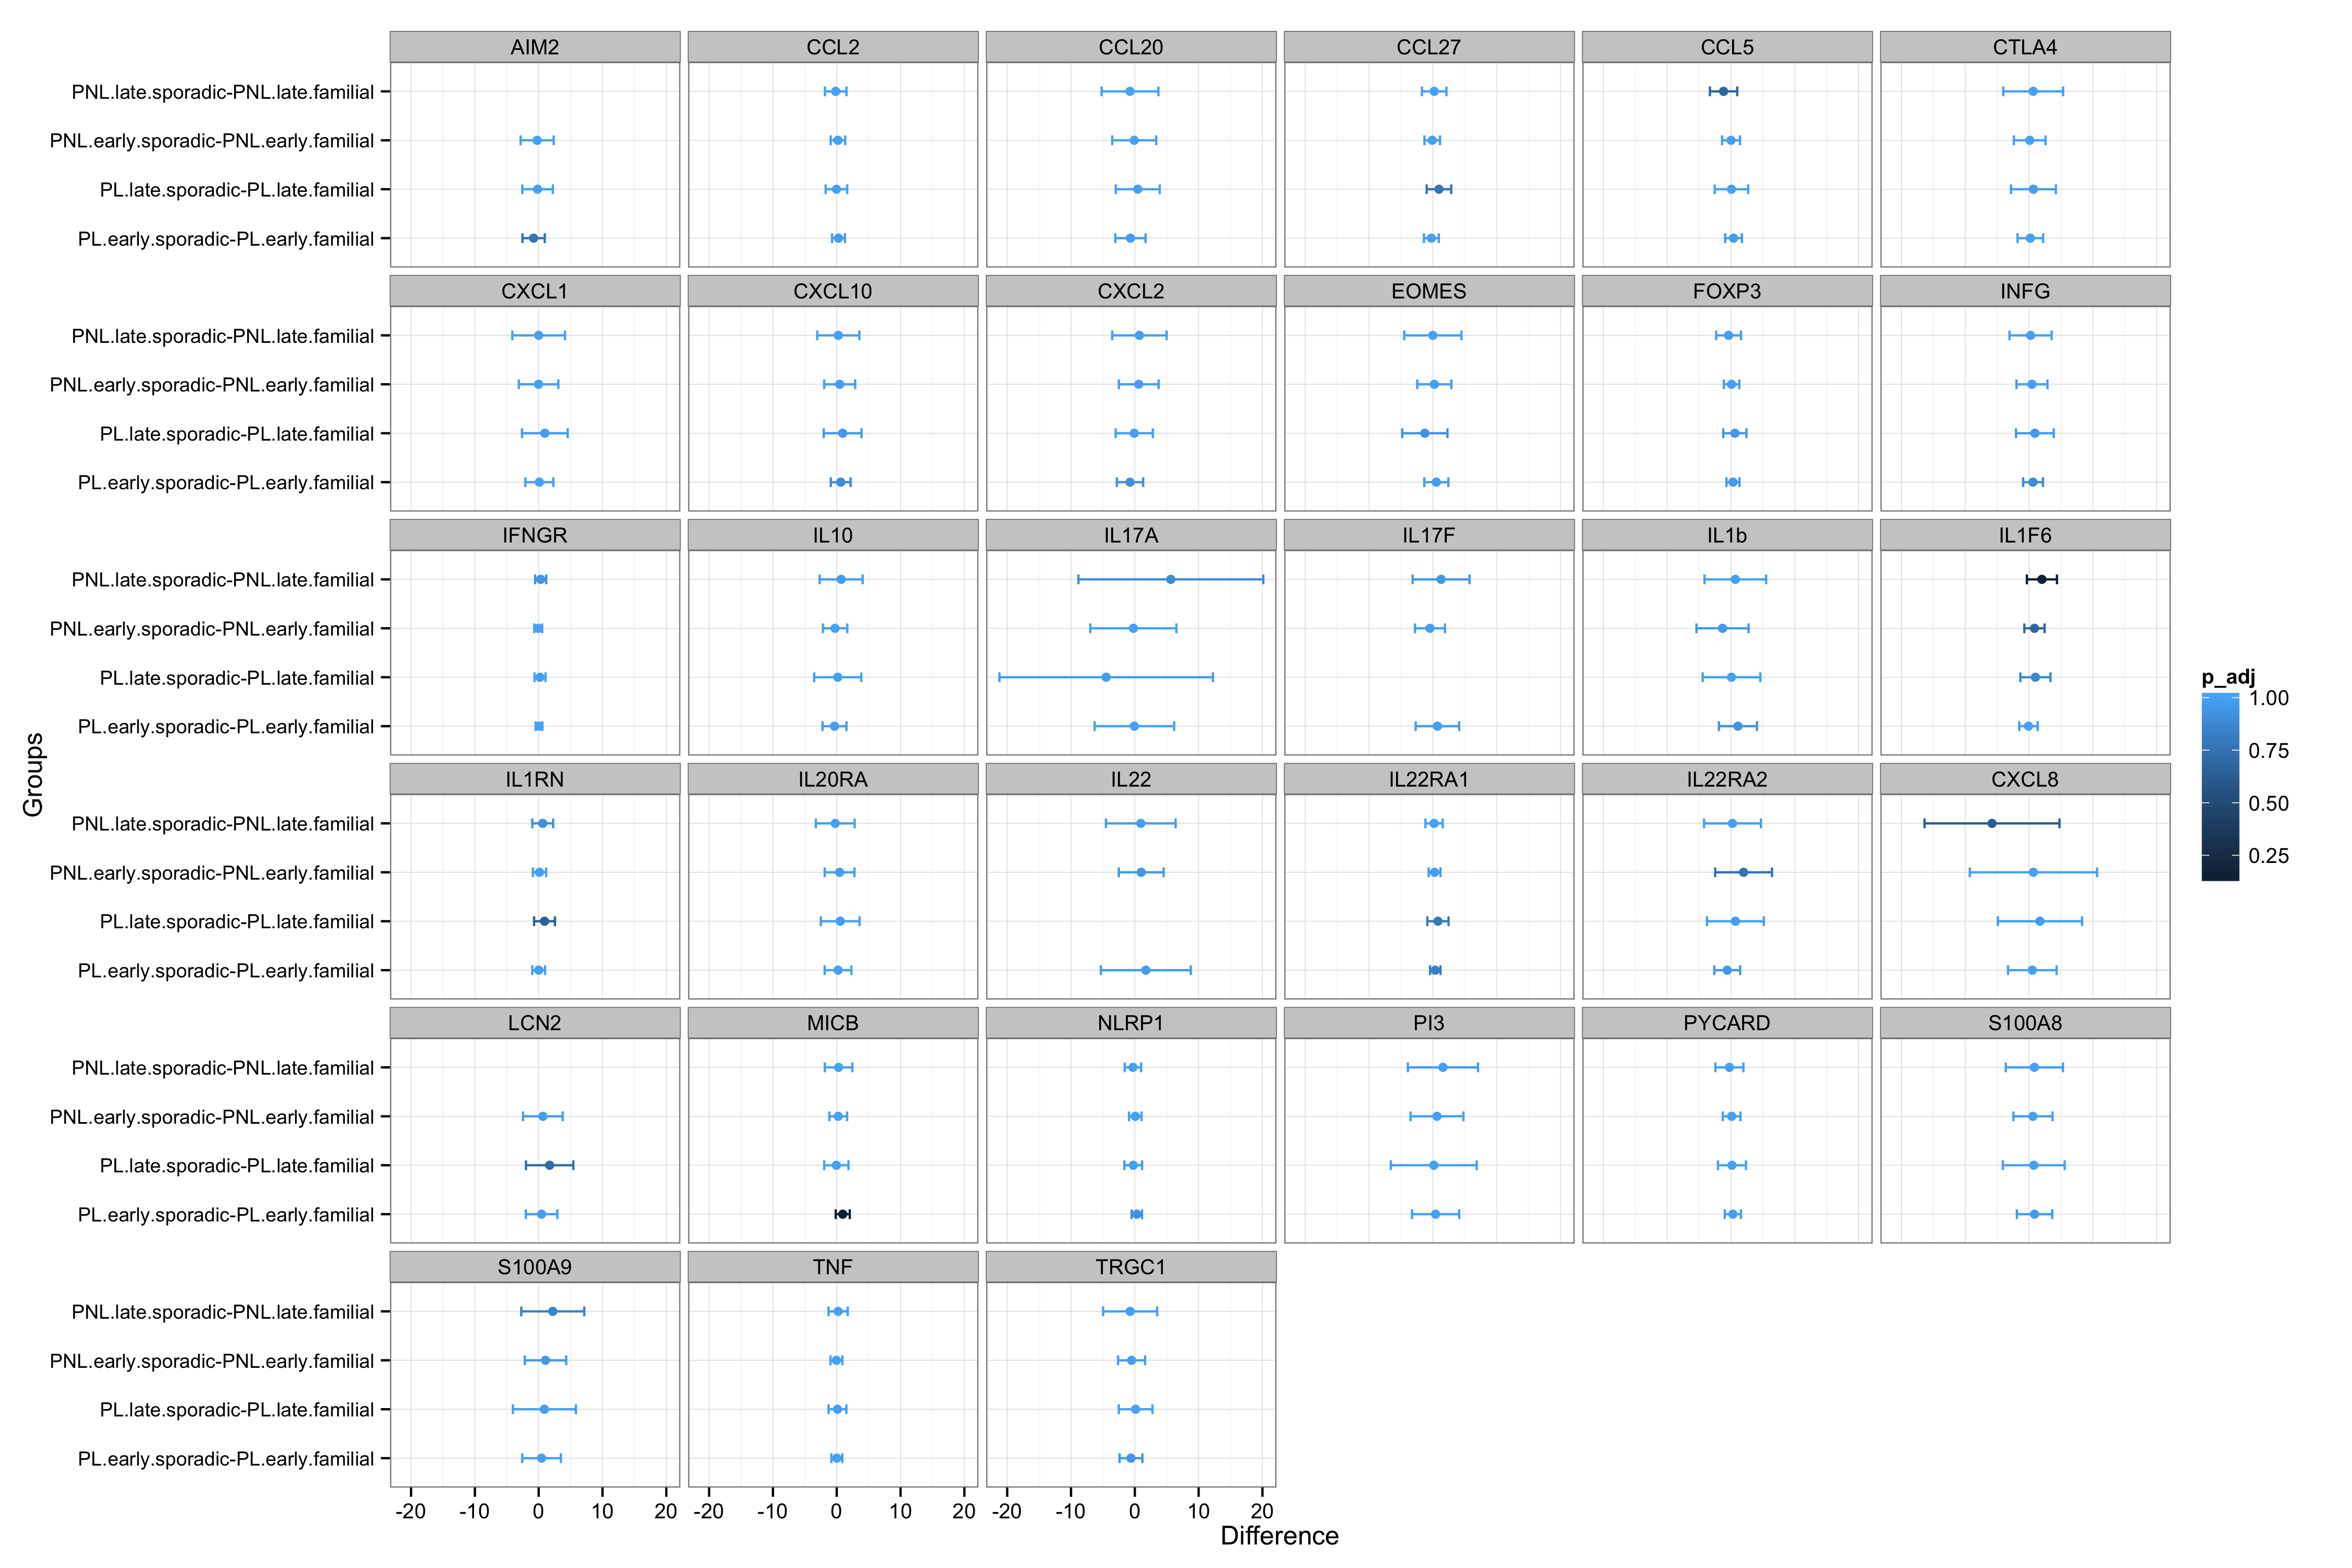 AIM2 CCL2 CCL20 CCL27 CCL5 CTLA4
PNL.late.sporadic-PNL.late.familial
PNL.early.sporadic-PNL.early.familial
PL.late.sporadic-PL.late.familial
PL.early.sporadic-PL.early.familial
CXCL1 CXCL10 CXCL2 EOMES FOXP3 INFG
PNL.late.sporadic-PNL.late.familial
PNL.early.sporadic-PNL.early.familial
PL.late.sporadic-PL.late.familial
PL.early.sporadic-PL.early.familial
IFNGR IL10 IL17A IL17F IL1b IL1F6
PNL.late.sporadic-PNL.late.familial
PNL.early.sporadic-PNL.early.familial
PL.late.sporadic-PL.late.familial
PL.early.sporadic-PL.early.familial
IL1RN IL20RA IL22 IL22RA1 IL22RA2 CXCL8
PNL.late.sporadic-PNL.late.familial
PNL.early.sporadic-PNL.early.familial
PL.late.sporadic-PL.late.familial
PL.early.sporadic-PL.early.familial
LCN2 MICB NLRP1 PI3 PYCARD S100A8
PNL.late.sporadic-PNL.late.familial
PNL.early.sporadic-PNL.early.familial
PL.late.sporadic-PL.late.familial
PL.early.sporadic-PL.early.familial
S100A9 TNF TRGC1
PNL.late.sporadic-PNL.late.familial
PNL.early.sporadic-PNL.early.familial
PL.late.sporadic-PL.late.familial
PL.early.sporadic-PL.early.familial
-20 -10 0 10 20 -20 -10 0 10 20 -20 -10 0 10 20
Difference
Groups
p_adj
1.00
0.75
0.50
0.25